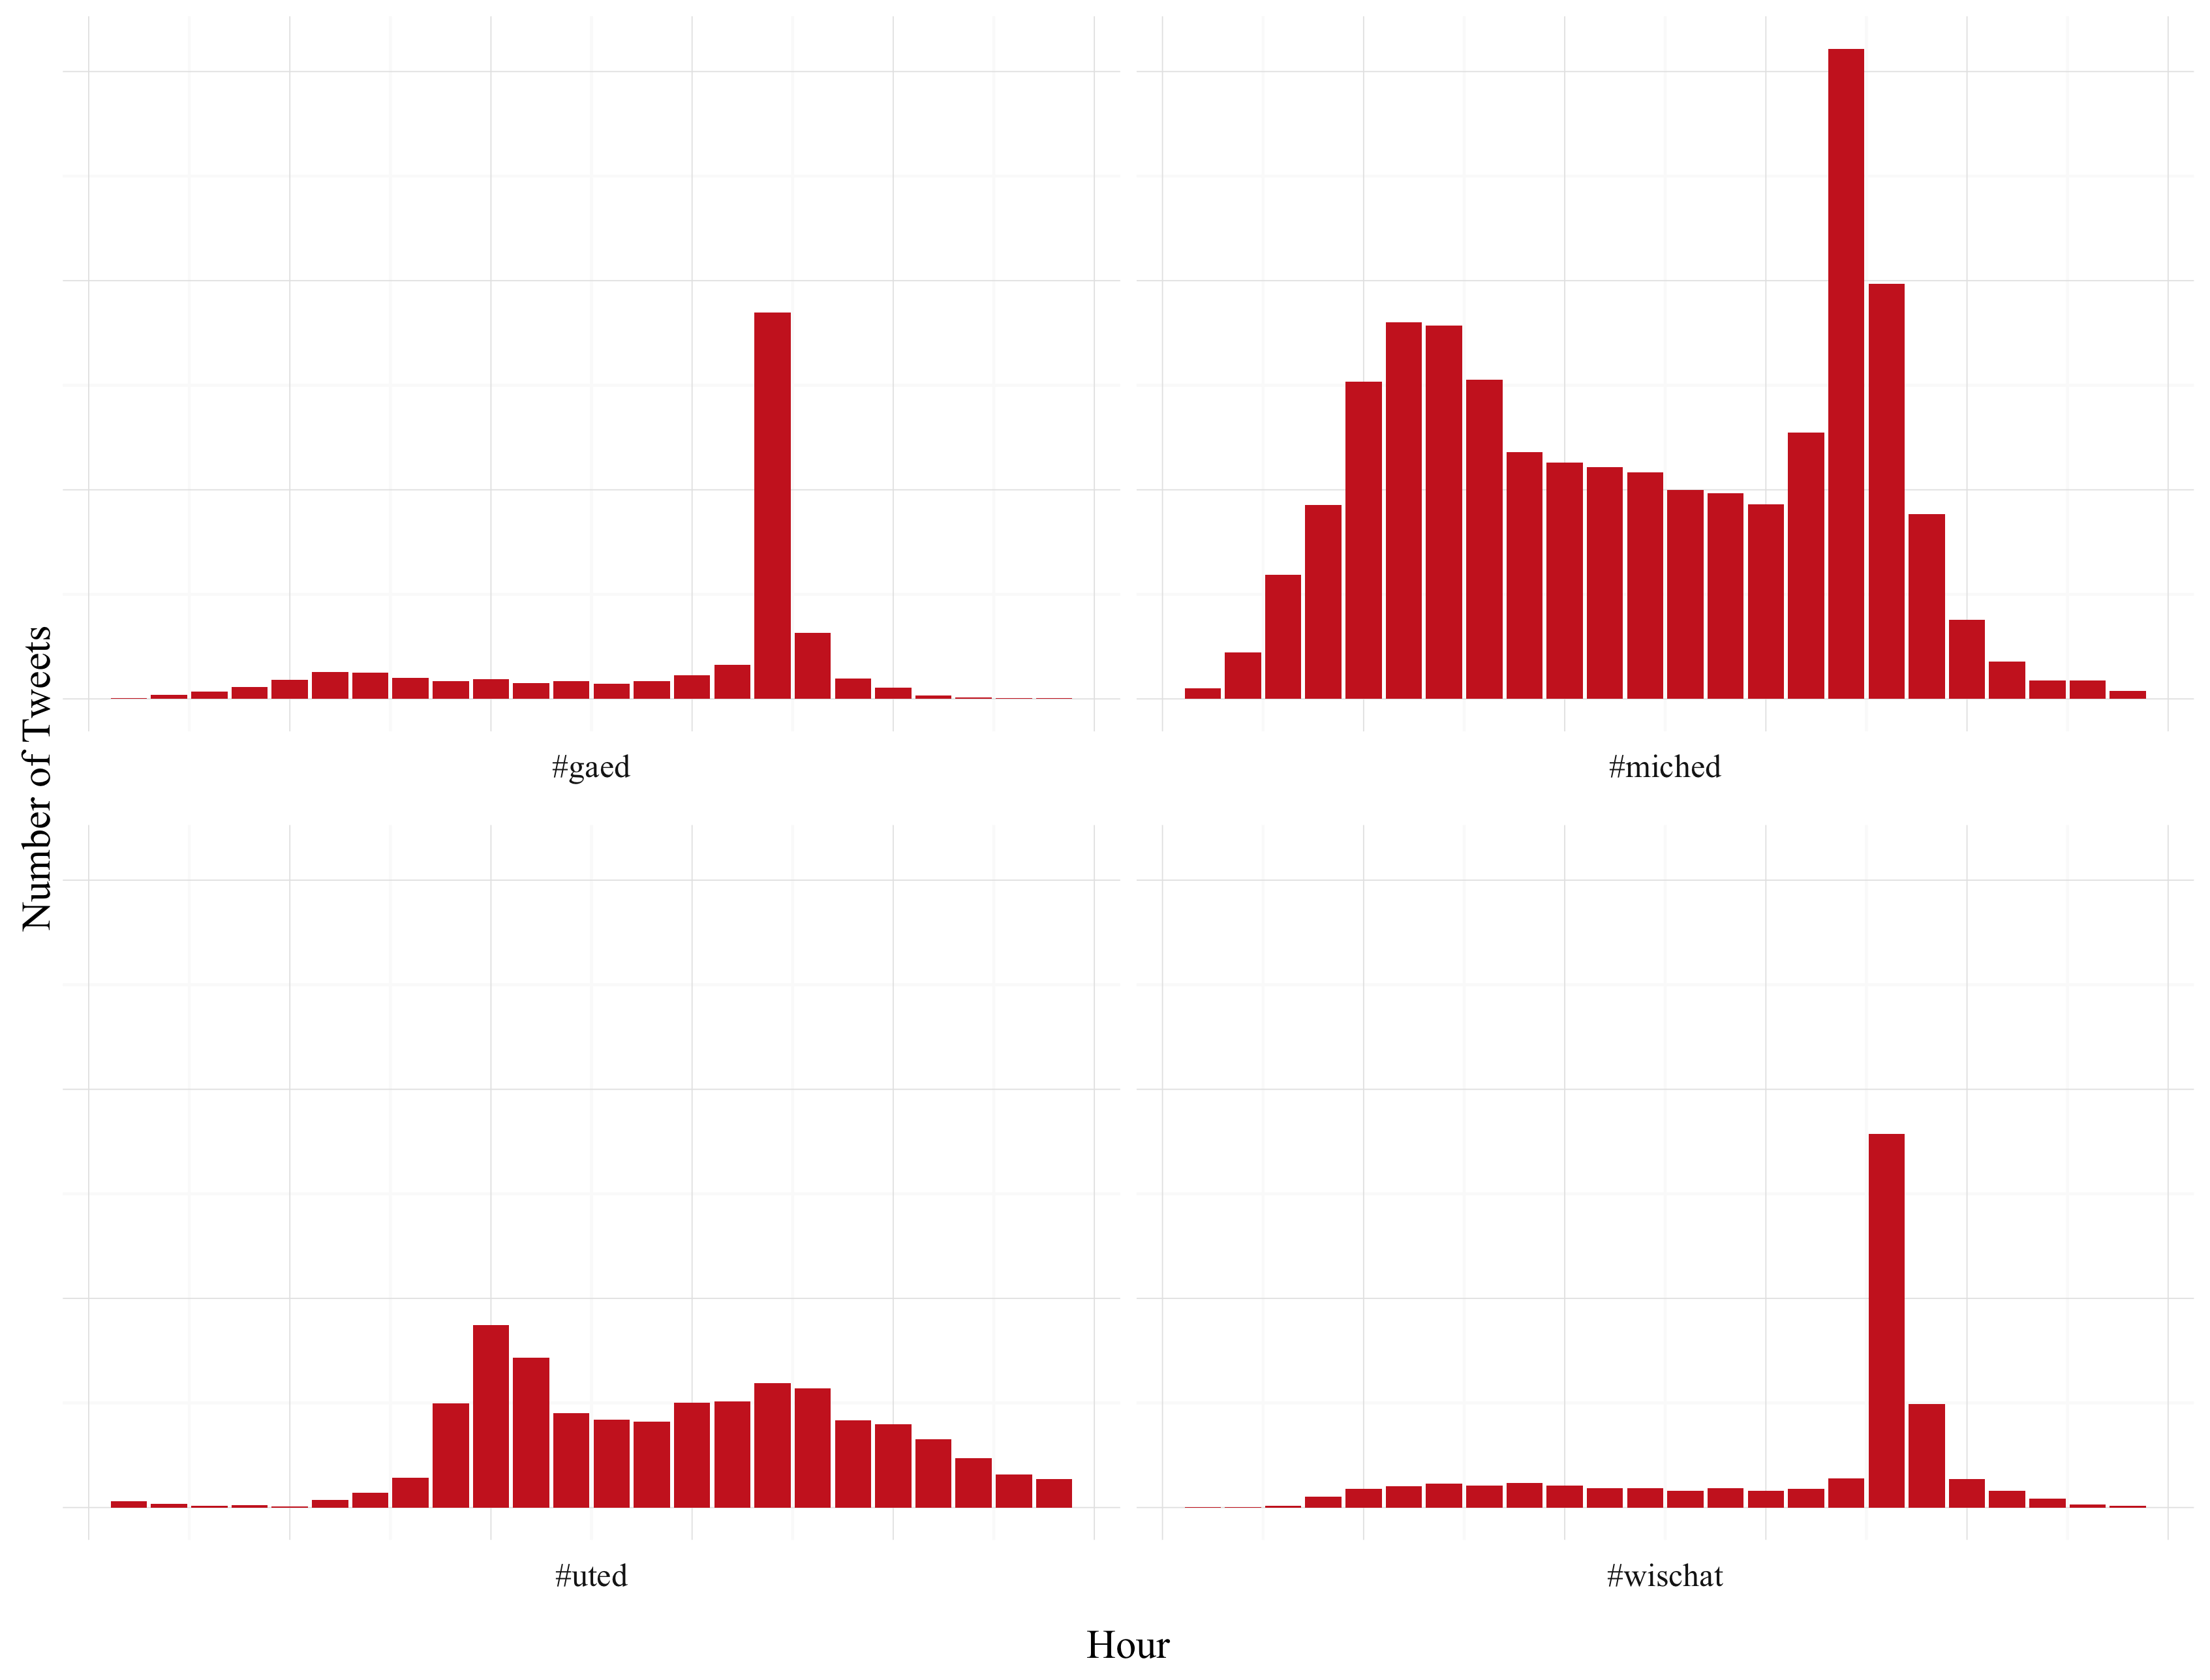 Number of Tweets
#gaed
#miched
#uted
#wischat
Hour